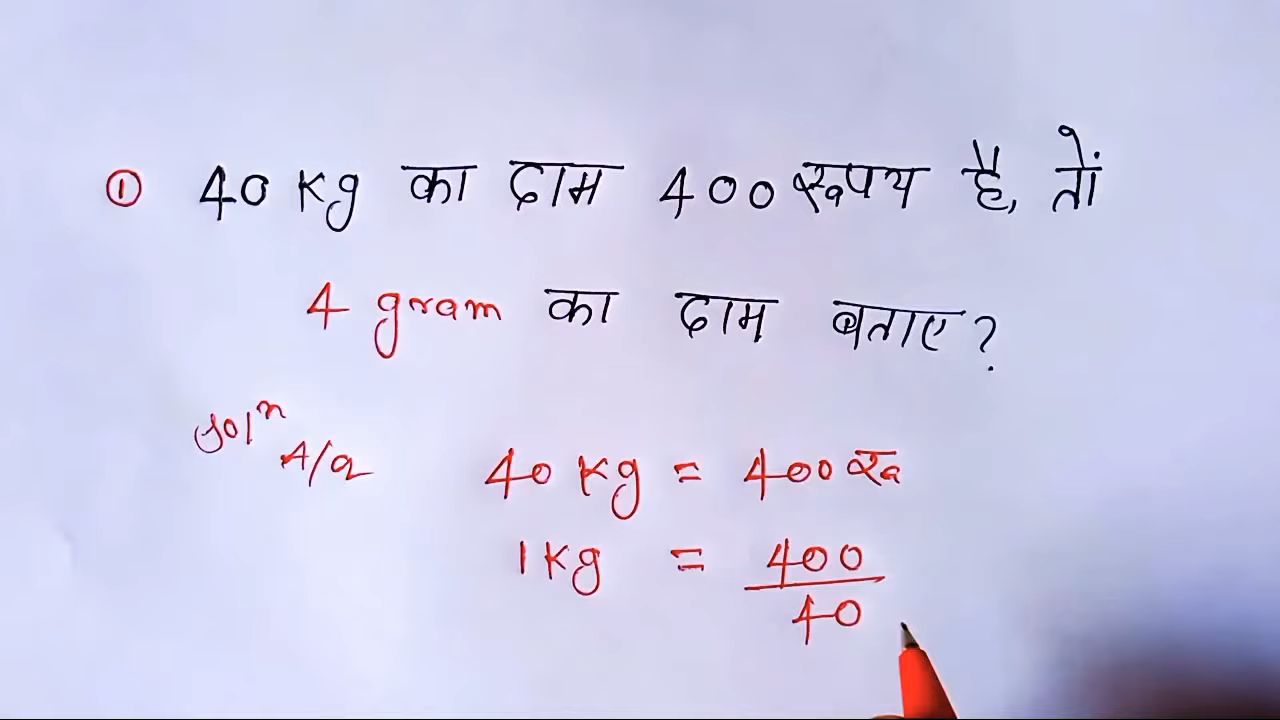 ① 40 kg का दाम 400 रूपय है, तों
4 gram का दाम बताए?
Solⁿ A/Q 40 kg = 400 रू
1 kg = 400/40